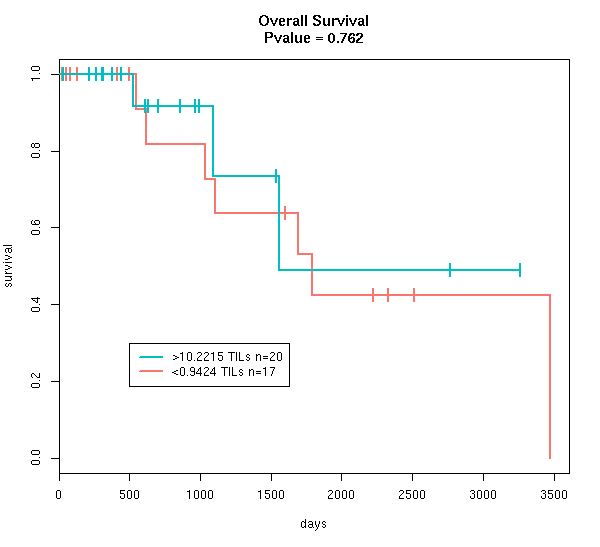 Overall Survival
Pvalue = 0.762
1.0
0.8
0.6
0.4
0.2
0.0
survival
>10.2215 TILs n=20
<0.9424 TILs n=17
0 500 1000 1500 2000 2500 3000 3500
days